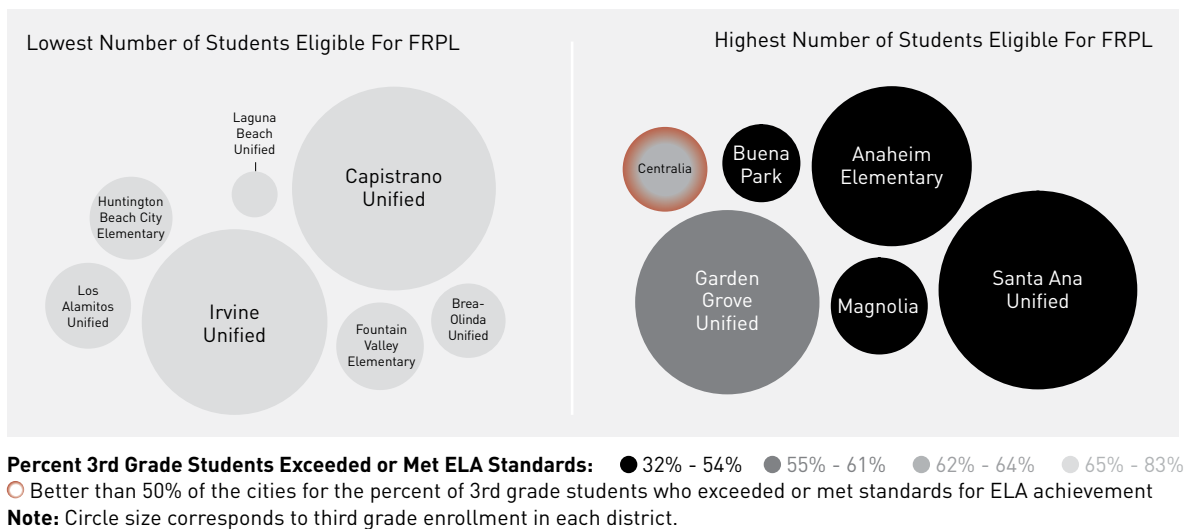 Lowest Number of Students Eligible For FRPL
Laguna
Beach
Unified
Capistrano
Unified
Huntington
Beach City
Elementary
Los
Alamitos
Unified
Irvine
Unified
Fountain
Valley
Elementary
Brea-
Olinda
Unified
Highest Number of Students Eligible For FRPL
Centralia
Buena
Park
Anaheim
Elementary
Garden
Grove
Unified
Magnolia
Santa Ana
Unified
Percent 3rd Grade Students Exceeded or Met ELA Standards: 32% - 54% 55% - 61% 62% - 64% 65% - 83%
Better than 50% of the cities for the percent of 3rd grade students who exceeded or met standards for ELA achievement
Note: Circle size corresponds to third grade enrollment in each district.